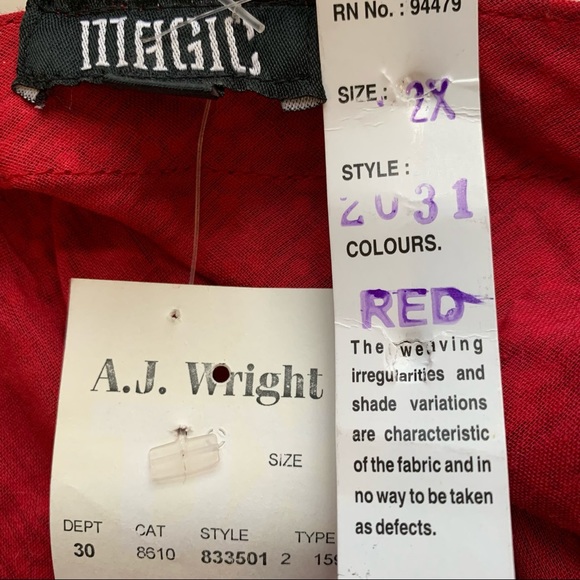 MAGIC
RN No. : 94479
SIZE : 2X
STYLE :
2031
COLOURS.
RED
The weaving
irregularities and
shade variations
are characteristic
of the fabric and in
no way to be taken
as defects.
A.J. Wright
SIZE
DEPT CAT STYLE TYPE
30 8610 833501 2